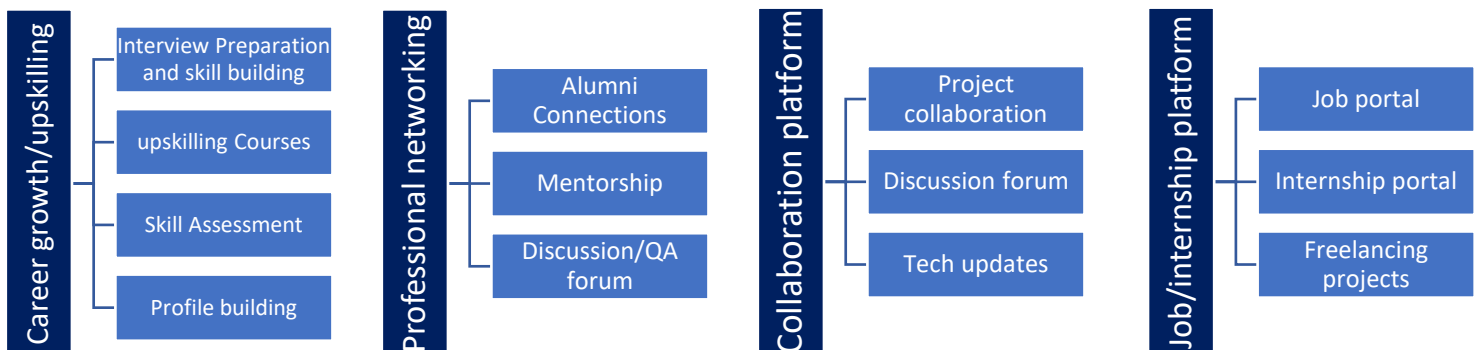 Career growth/upskilling
Interview Preparation
and skill building
upskilling Courses
Skill Assessment
Profile building
Professional networking
Alumni
Connections
Mentorship
Discussion/QA
forum
Collaboration platform
Project
collaboration
Discussion forum
Tech updates
Job/internship platform
Job portal
Internship portal
Freelancing
projects